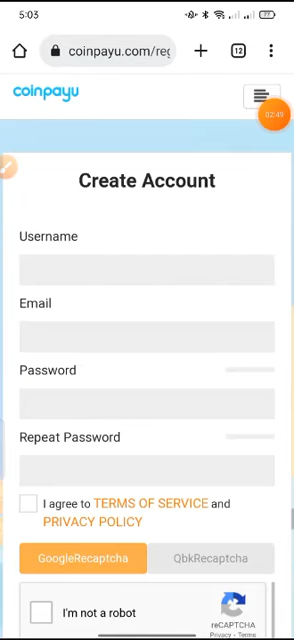 5:03
77
coinpayu.com/reg
12
coinpayu
02:49
Create Account
Username
Email
Password
Repeat Password
I agree to TERMS OF SERVICE and
PRIVACY POLICY
GoogleRecaptcha
QbkRecaptcha
I'm not a robot
reCAPTCHA
Privacy - Terms